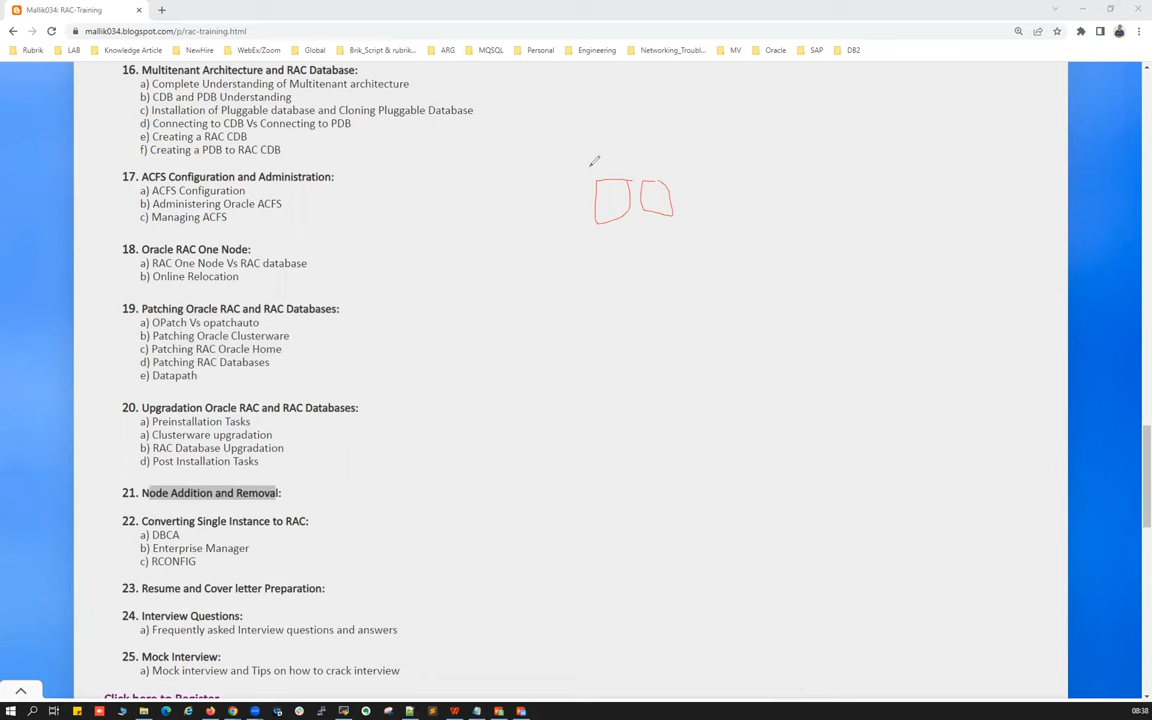 Mallik034: RAC-Training
mallik034.blogspot.com/p/rac-training.html
Rubrik
LAB
Knowledge Article
NewHire
WebEx/Zoom
Global
Brik_Script & rubrik...
ARG
MQSQL
Personal
Engineering
Networking_Troubl...
MV
Oracle
SAP
DB2
16. Multitenant Architecture and RAC Database:
a) Complete Understanding of Multitenant architecture
b) CDB and PDB Understanding
c) Installation of Pluggable database and Cloning Pluggable Database
d) Connecting to CDB Vs Connecting to PDB
e) Creating a RAC CDB
f) Creating a PDB to RAC CDB
17. ACFS Configuration and Administration:
a) ACFS Configuration
b) Administering Oracle ACFS
c) Managing ACFS
18. Oracle RAC One Node:
a) RAC One Node Vs RAC database
b) Online Relocation
19. Patching Oracle RAC and RAC Databases:
a) OPatch Vs opatchauto
b) Patching Oracle Clusterware
c) Patching RAC Oracle Home
d) Patching RAC Databases
e) Datapath
20. Upgradation Oracle RAC and RAC Databases:
a) Preinstallation Tasks
a) Clusterware upgradation
b) RAC Database Upgradation
d) Post Installation Tasks
21. Node Addition and Removal:
22. Converting Single Instance to RAC:
a) DBCA
b) Enterprise Manager
c) RCONFIG
23. Resume and Cover letter Preparation:
24. Interview Questions:
a) Frequently asked Interview questions and answers
25. Mock Interview:
a) Mock interview and Tips on how to crack interview
Click here to Register
08:38